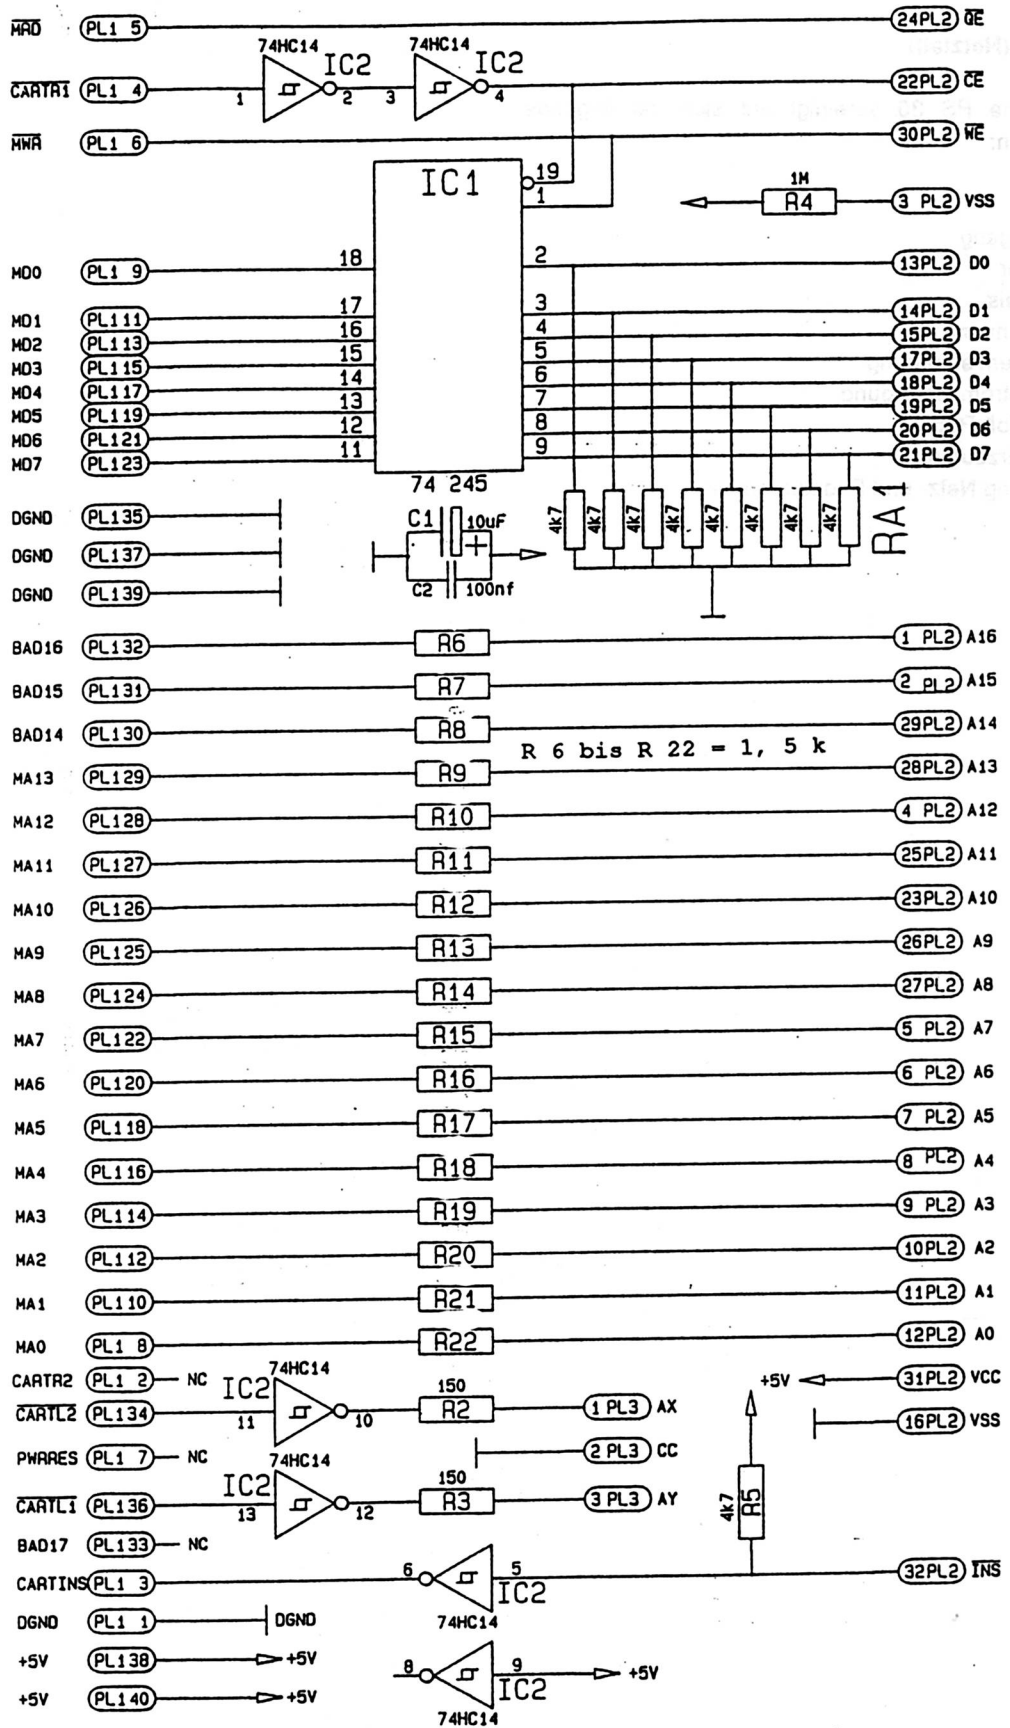 MRD PL1 5 24PL2 OE
74HC14 74HC14
IC2 IC2
CARTR1 PL1 4 1 2 3 4 22PL2 CE
MWR PL1 6 30PL2 WE
IC1 19
1
1M
R4 3 PL2 VSS
MD0 PL1 9 18 2 13PL2 D0
MD1 PL111 17 3 14PL2 D1
MD2 PL113 16 4 15PL2 D2
MD3 PL115 15 5 17PL2 D3
MD4 PL117 14 6 18PL2 D4
MD5 PL119 13 7 19PL2 D5
MD6 PL121 12 8 20PL2 D6
MD7 PL123 11 9 21PL2 D7
74 245
DGND PL135 C1 10uF 4k7 4k7 4k7 4k7 4k7 4k7 4k7 4k7 RA1
DGND PL137 +
DGND PL139 C2 100nf
BAD16 PL132 R6 1 PL2 A16
BAD15 PL131 R7 2 PL2 A15
BAD14 PL130 R8 29PL2 A14
R 6 bis R 22 = 1, 5 k
MA13 PL129 R9 28PL2 A13
MA12 PL128 R10 4 PL2 A12
MA11 PL127 R11 25PL2 A11
MA10 PL126 R12 23PL2 A10
MA9 PL125 R13 26PL2 A9
MA8 PL124 R14 27PL2 A8
MA7 PL122 R15 5 PL2 A7
MA6 PL120 R16 6 PL2 A6
MA5 PL118 R17 7 PL2 A5
MA4 PL116 R18 8 PL2 A4
MA3 PL114 R19 9 PL2 A3
MA2 PL112 R20 10PL2 A2
MA1 PL110 R21 11PL2 A1
MA0 PL1 8 R22 12PL2 A0
74HC14
CARTR2 PL1 2 NC IC2 150 +5V 31PL2 VCC
CARTL2 PL134 11 10 R2 1 PL3 AX 16PL2 VSS
PWRRES PL1 7 NC 74HC14 2 PL3 CC
IC2 150
CARTL1 PL136 13 12 R3 3 PL3 AY 4k7 R5
BAD17 PL133 NC
CARTINS PL1 3 6 5 32PL2 INS
IC2
DGND PL1 1 DGND 74HC14
+5V PL138 +5V 8 9 +5V
IC2
+5V PL140 +5V
74HC14